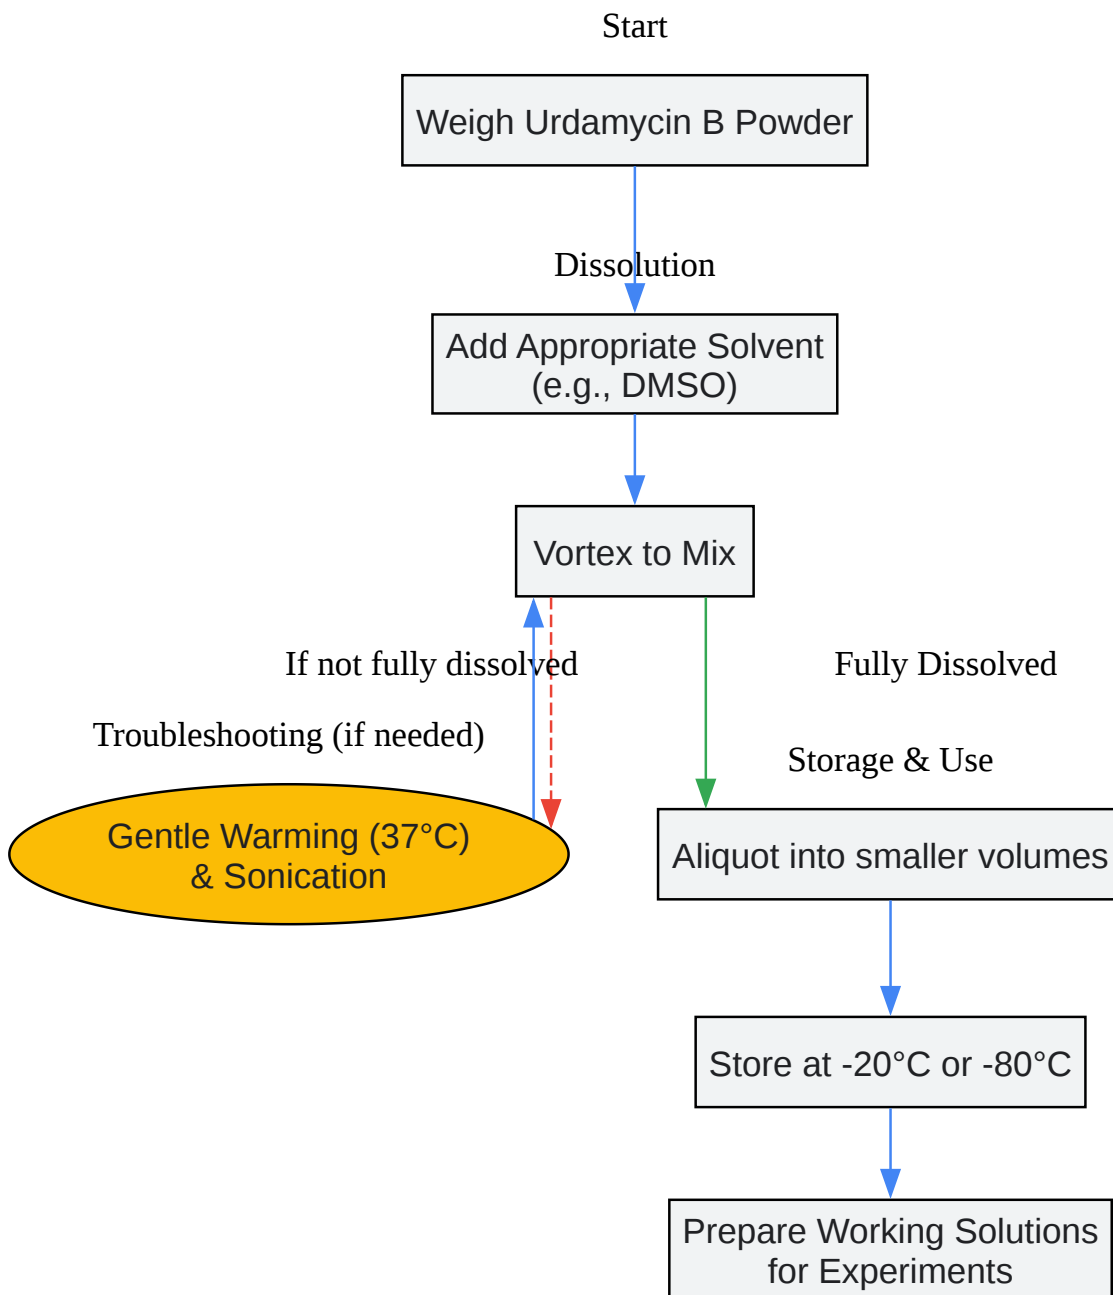 Start
Weigh Urdamycin B Powder
Dissolution
Add Appropriate Solvent
(e.g., DMSO)
Vortex to Mix
If not fully dissolved
Fully Dissolved
Troubleshooting (if needed)
Storage & Use
Gentle Warming (37°C)
& Sonication
Aliquot into smaller volumes
Store at -20°C or -80°C
Prepare Working Solutions
for Experiments